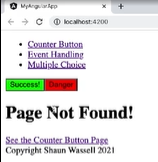 MyAngularApp
localhost:4200
Counter Button
Event Handling
Multiple Choice
Success! Danger
Page Not Found!
See the Counter Button Page
Copyright Shaun Wassell 2021